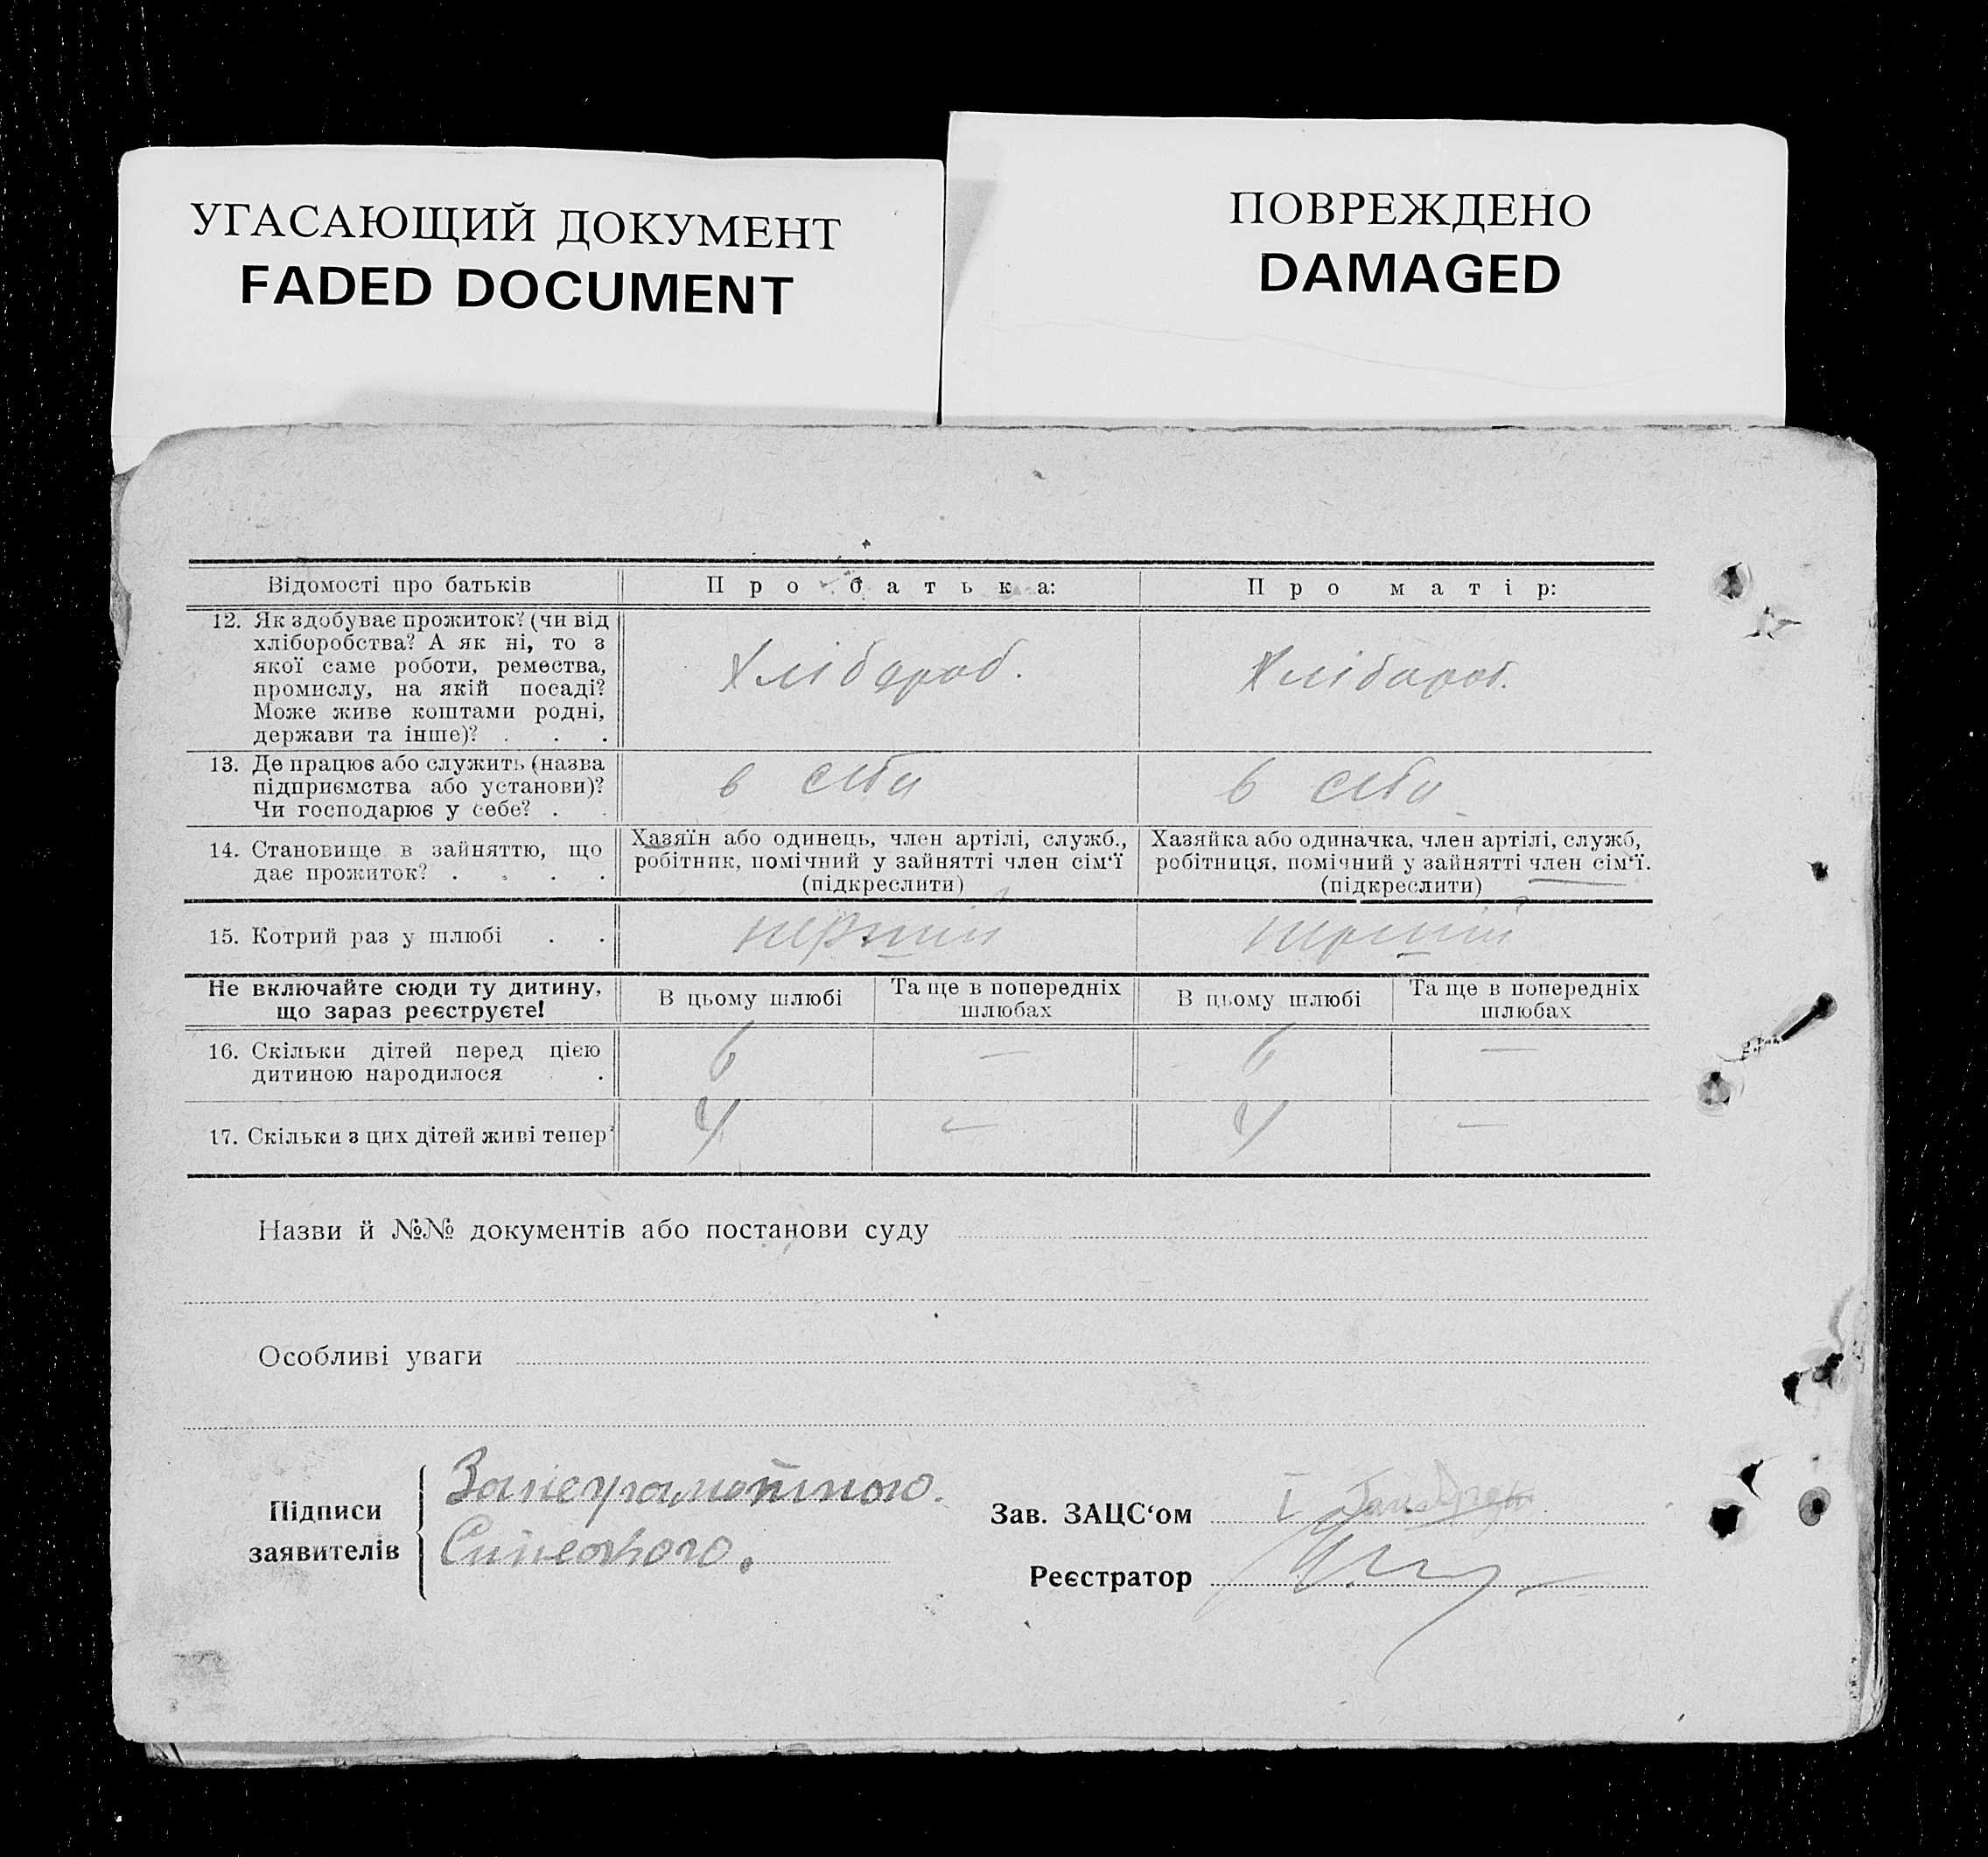 УГАСАЮЩИЙ ДОКУМЕНТ
FADED DOCUMENT
ПОВРЕЖДЕНО
DAMAGED
Відомості про батьків
Про батька:
Про матір:
12. Як здобуває прожиток? (чи від
хліборобства? А як ні, то з
якої саме роботи, ремества,
промислу, на якій посаді?
Може живе коштами родні,
держави та інше)? . . .
Хлібороб.
Хлібороб.
13. Де працює або служить (назва
підприємства або установи)?
Чи господарює у себе? . .
в себи
в себи
14. Становище в зайняттю, що
дає прожиток? . . . .
Хазяїн або одинець, член артілі, служб.,
робітник, помічний у зайнятті член сім‘ї
(підкреслити)
Хазяйка або одиначка, член артілі, служб,
робітниця, помічний у зайнятті член сім‘ї.
(підкреслити)
15. Котрий раз у шлюбі . .
перший
перший
Не включайте сюди ту дитину,
що зараз реєструєте!
В цьому шлюбі
Та ще в попередніх
шлюбах
В цьому шлюбі
Та ще в попередніх
шлюбах
16. Скільки дітей перед цією
дитиною народилося .
6
—
6
—
17. Скільки з цих дітей живі тепер?
4
—
4
—
Назви й №№ документів або постанови суду
Особливі уваги
Підписи
заявителів
Занеграмотного.
Зав. ЗАЦС‘ом
Реєстратор